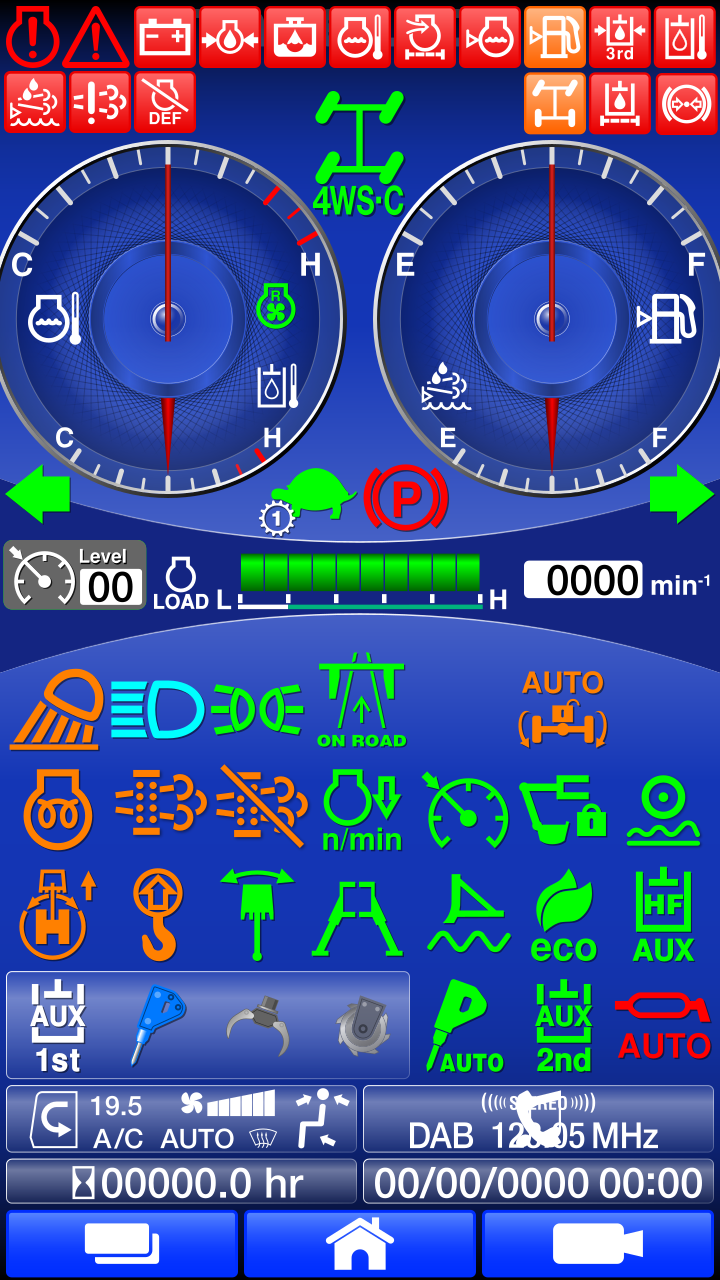 3rd
DEF
4WS·C
C H
E F
R
C H
E F
1
P
Level
00
LOAD L H
0000 min-1
AUTO
ON ROAD
n/min
H
HF
eco AUX
AUX
1st
AUTO
AUX
2nd
AUTO
19.5
A/C AUTO
DAB MHz
00000.0 hr
00/00/0000 00:00